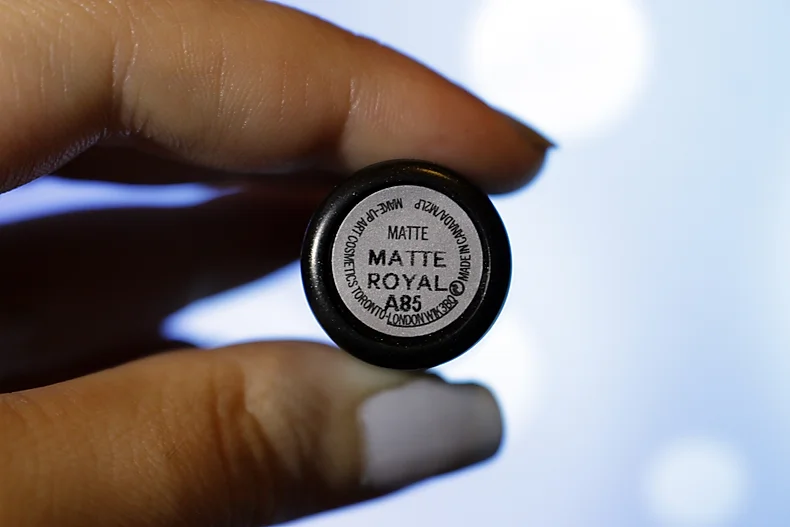 MATTE
MATTE
ROYAL
A85
MAKE-UP ART COSMETICS TORONTO-LONDON W1K 3BQ
MADE IN CANADA/M2LP